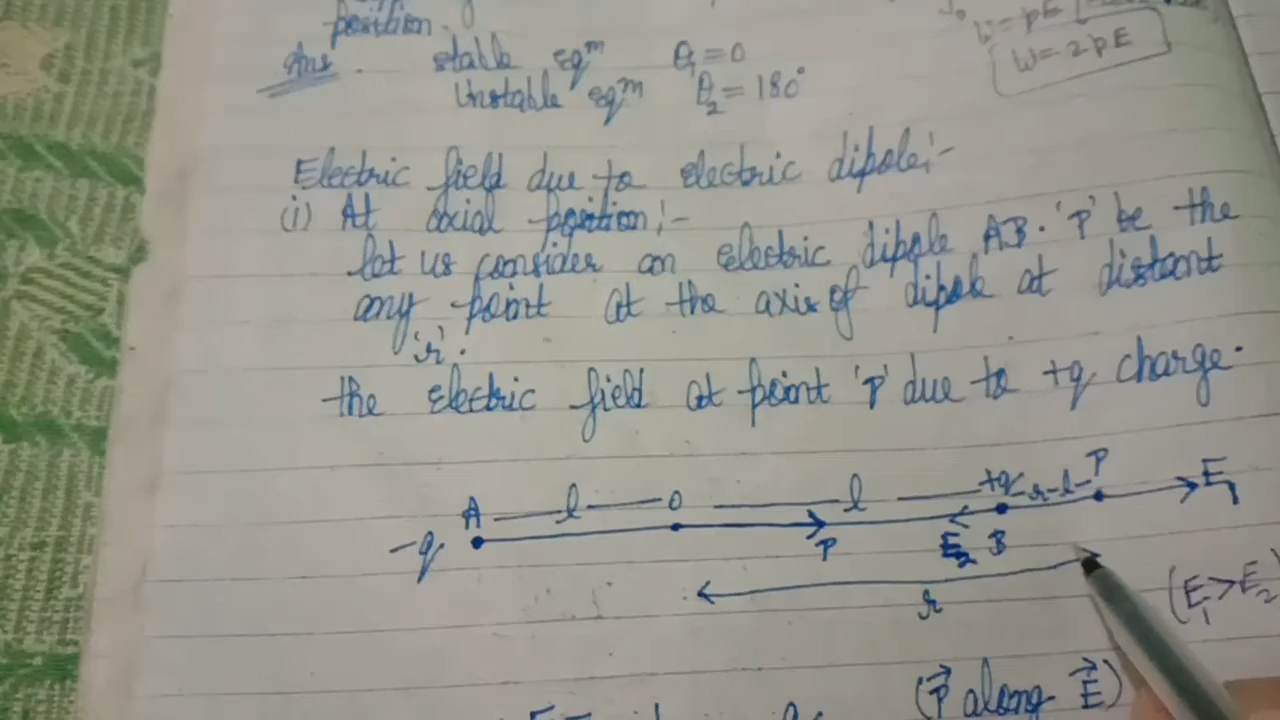 position.
W = pE
W = -2pE
Ans. stable eqm θ₁ = 0
Unstable eqm θ₂ = 180°
Electric field due to electric dipole:-
(i) At axial position:-
let us consider an electric dipole AB. 'P' be the
any point at the axis of dipole at distant
'r'.
the electric field at point 'P' due to +q charge.
A l O l +q r-l P E₁
-q P E₂ B
r
(E₁ > E₂)
(P⃗ along E⃗)